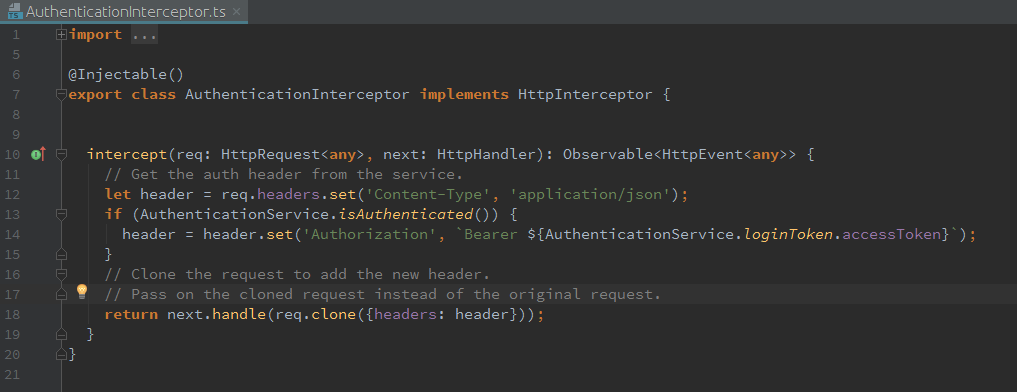 AuthenticationInterceptor.ts ×
1 import ...
5
6 @Injectable()
7 export class AuthenticationInterceptor implements HttpInterceptor {
8
9
10 intercept(req: HttpRequest<any>, next: HttpHandler): Observable<HttpEvent<any>> {
11 // Get the auth header from the service.
12 let header = req.headers.set('Content-Type', 'application/json');
13 if (AuthenticationService.isAuthenticated()) {
14 header = header.set('Authorization', `Bearer ${AuthenticationService.loginToken.accessToken}`);
15 }
16 // Clone the request to add the new header.
17 // Pass on the cloned request instead of the original request.
18 return next.handle(req.clone({headers: header}));
19 }
20 }
21